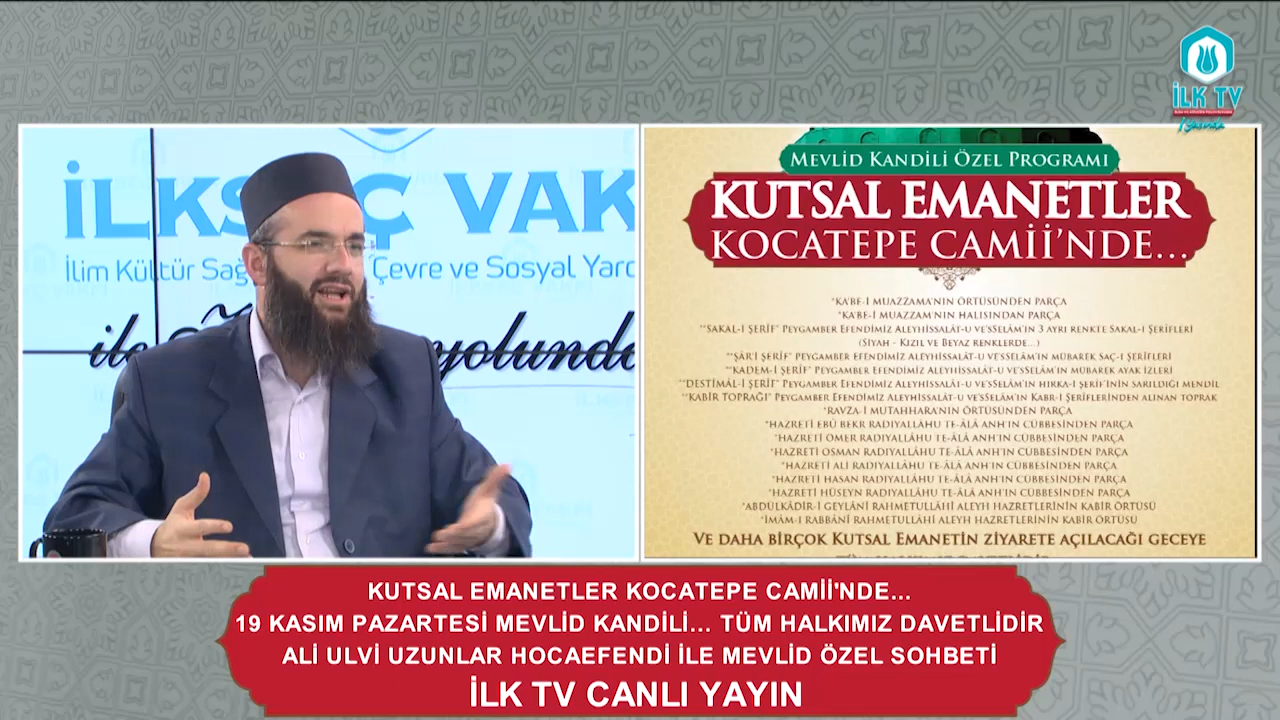 İLK TV
İLKS Ç VAK
İlim Kültür Sağ Çevre ve Sosyal Yard
ile yolunda
MEVLİD KANDİLİ ÖZEL PROGRAMI
KUTSAL EMANETLER
KOCATEPE CAMİİ'NDE...
*KA'BE-İ MUAZZAMA'NIN ÖRTÜSÜNDEN PARÇA
*KA'BE-İ MUAZZAM'NIN HALISINDAN PARÇA
*"SAKAL-I ŞERİF" PEYGAMBER EFENDİMİZ ALEYHİSSALÂT-U VE'SSELÂM'IN 3 AYRI RENKTE SAKAL-I ŞERİFLERİ
(SİYAH - KIZIL VE BEYAZ RENKLERDE...)
*"ŞÂR'İ ŞERİF" PEYGAMBER EFENDİMİZ ALEYHİSSALÂT-U VE'SSELÂM'IN MÜBAREK SAÇ-I ŞERİFLERİ
*"KADEM-İ ŞERİF" PEYGAMBER EFENDİMİZ ALEYHİSSALÂT-U VE'SSELÂM'IN MÜBAREK AYAK İZLERİ
*"DESTİMÂL-İ ŞERİF" PEYGAMBER EFENDİMİZ ALEYHİSSALÂT-U VE'SSELÂM'IN HIRKA-İ ŞERİF'İNİN SARILDIĞI MENDİL
*"KABİR TOPRAĞI" PEYGAMBER EFENDİMİZ ALEYHİSSALÂT-U VE'SSELÂM'IN KABR-İ ŞERİFLERİNDEN ALINAN TOPRAK
*RAVZA-İ MUTAHHARA'NIN ÖRTÜSÜNDEN PARÇA
*HAZRETİ EBÛ BEKR RADIYALLÂHU TE-ÂLÂ ANH'IN CÜBBESİNDEN PARÇA
*HAZRETİ ÖMER RADIYALLÂHU TE-ÂLÂ ANH'IN CÜBBESİNDEN PARÇA
*HAZRETİ OSMAN RADIYALLÂHU TE-ÂLÂ ANH'IN CÜBBESİNDEN PARÇA
*HAZRETİ ALİ RADIYALLÂHU TE-ÂLÂ ANH'IN CÜBBESİNDEN PARÇA
*HAZRETİ HASAN RADIYALLÂHU TE-ÂLÂ ANH'IN CÜBBESİNDEN PARÇA
*HAZRETİ HÜSEYN RADIYALLÂHU TE-ÂLÂ ANH'IN CÜBBESİNDEN PARÇA
*ABDÜLKÂDİR-İ GEYLÂNÎ RAHMETULLÂHİ ALEYH HAZRETLERİNİN KABİR ÖRTÜSÜ
*İMÂM-I RABBÂNÎ RAHMETULLÂHİ ALEYH HAZRETLERİNİN KABİR ÖRTÜSÜ
VE DAHA BİRÇOK KUTSAL EMANETİN ZİYARETE AÇILACAĞI GECEYE
KUTSAL EMANETLER KOCATEPE CAMİİ'NDE...
19 KASIM PAZARTESİ MEVLİD KANDİLİ... TÜM HALKIMIZ DAVETLİDİR
ALİ ULVİ UZUNLAR HOCAEFENDİ İLE MEVLİD ÖZEL SOHBETİ
İLK TV CANLI YAYIN